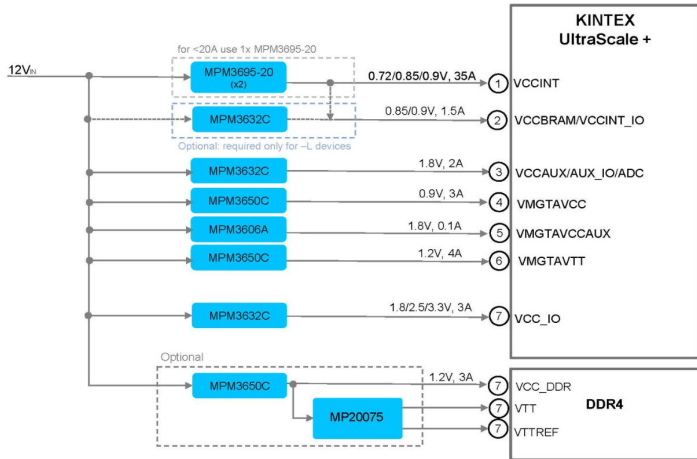 KINTEX
UltraScale +
for <20A use 1x MPM3695-20
12VIN
MPM3695-20
(x2)
0.72/0.85/0.9V, 35A
1
VCCINT
MPM3632C
0.85/0.9V, 1.5A
2
VCCBRAM/VCCINT_IO
Optional: required only for –L devices
MPM3632C
1.8V, 2A
3
VCCAUX/AUX_IO/ADC
MPM3650C
0.9V, 3A
4
VMGTAVCC
MPM3606A
1.8V, 0.1A
5
VMGTAVCCAUX
MPM3650C
1.2V, 4A
6
VMGTAVTT
MPM3632C
1.8/2.5/3.3V, 3A
7
VCC_IO
Optional
MPM3650C
1.2V, 3A
7
VCC_DDR
MP20075
7
VTT
DDR4
7
VTTREF